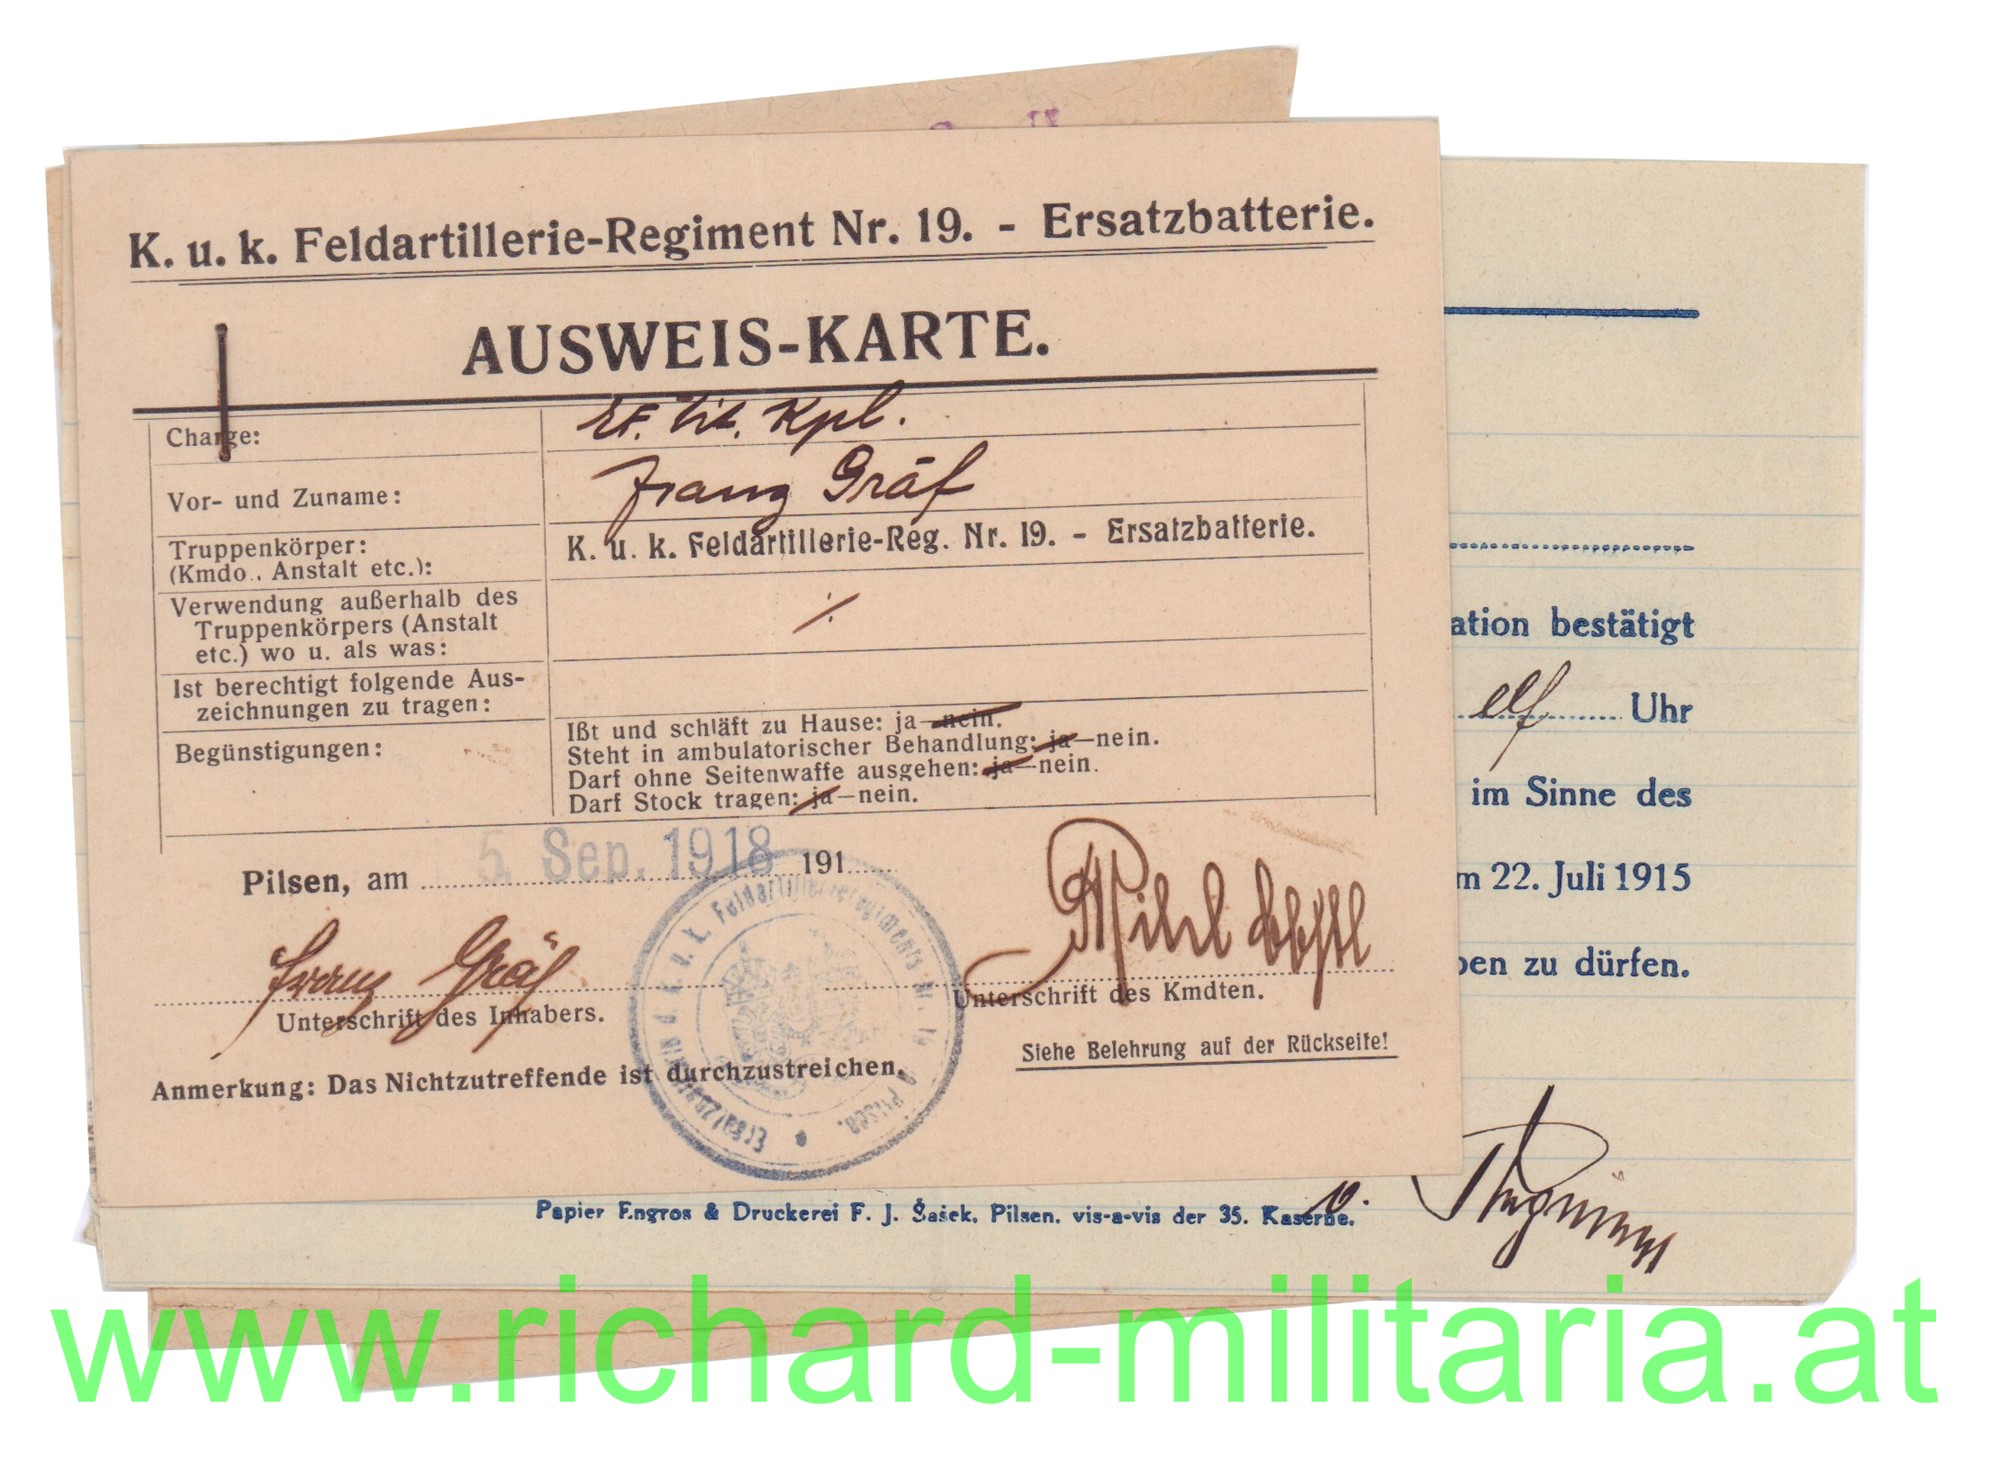 K. u. k. Feldartillerie-Regiment Nr. 19. - Ersatzbatterie.
AUSWEIS-KARTE.
Charge: EF. Tit. Kpl.
Vor- und Zuname: Franz Gräf
Truppenkörper:
(Kmdo., Anstalt etc.): K. u. k. Feldartillerie-Reg. Nr. 19. - Ersatzbatterie.
Verwendung außerhalb des
Truppenkörpers (Anstalt
etc.) wo u. als was: ·/.
Ist berechtigt folgende Aus-
zeichnungen zu tragen:
Begünstigungen:
Ißt und schläft zu Hause: ja—nein.
Steht in ambulatorischer Behandlung: ja—nein.
Darf ohne Seitenwaffe ausgehen: ja—nein.
Darf Stock tragen: ja—nein.
Pilsen, am 5. Sep. 1918 191
Franz Gräf
Unterschrift des Inhabers.
Unterschrift des Kmdten.
Siehe Belehrung auf der Rückseite!
Anmerkung: Das Nichtzutreffende ist durchzustreichen.
ation bestätigt
elf Uhr
im Sinne des
m 22. Juli 1915
ben zu dürfen.
v.
Papier Engros & Druckerei F. J. Šašek, Pilsen, vis-a-vis der 35. Kaserne.
www.richard-militaria.at